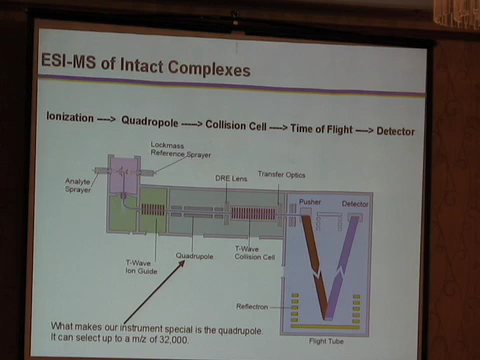 ESI-MS of Intact Complexes
Ionization ----> Quadropole -----> Collision Cell ----> Time of Flight ----> Detector
Lockmass
Reference Sprayer
Analyte
Sprayer
DRE Lens
Transfer Optics
Pusher
Detector
T-Wave
Ion Guide
Quadrupole
T-Wave
Collision Cell
Reflectron
Flight Tube
What makes our instrument special is the quadrupole.
It can select up to a m/z of 32,000.